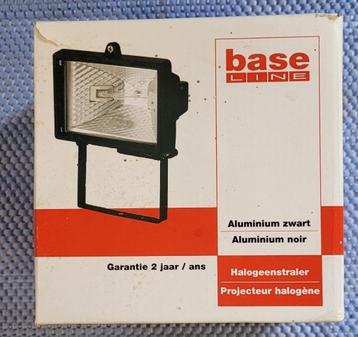 base
LINE
Aluminium zwart
Aluminium noir
Garantie 2 jaar / ans
Halogeenstraler
Projecteur halogène